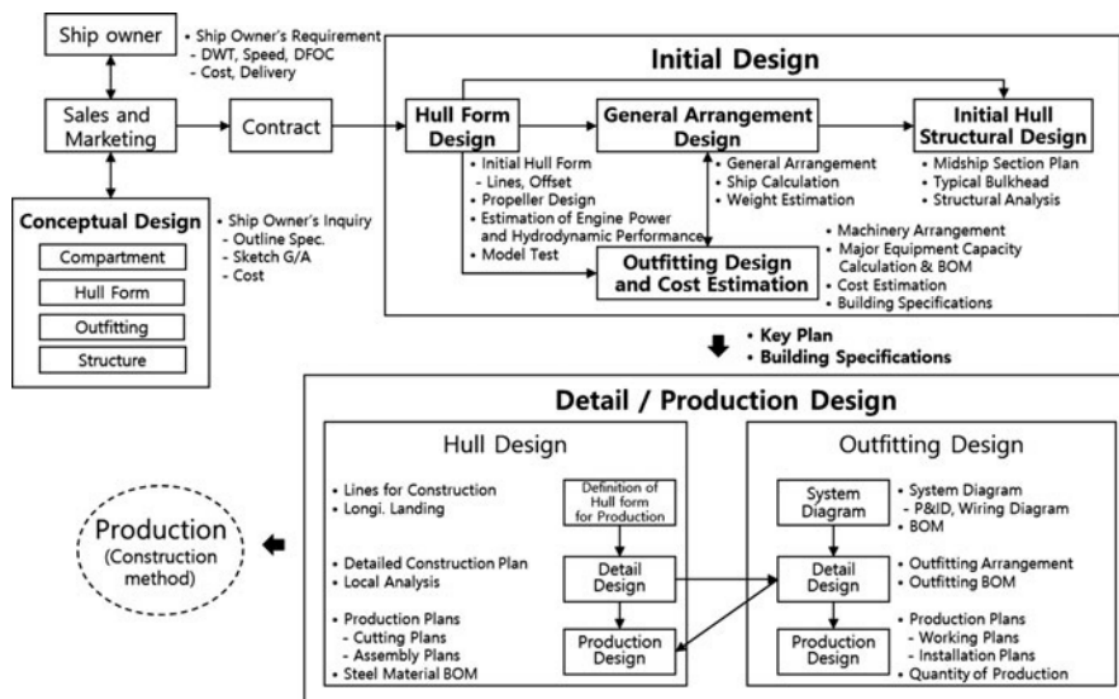 Ship owner
• Ship Owner's Requirement
- DWT, Speed, DFOC
- Cost, Delivery
Sales and
Marketing
Contract
Conceptual Design
Compartment
Hull Form
Outfitting
Structure
• Ship Owner's Inquiry
- Outline Spec.
- Sketch G/A
- Cost
Initial Design
Hull Form
Design
• Initial Hull Form
- Lines, Offset
• Propeller Design
• Estimation of Engine Power
and Hydrodynamic Performance
• Model Test
General Arrangement
Design
• General Arrangement
• Ship Calculation
• Weight Estimation
Initial Hull
Structural Design
• Midship Section Plan
• Typical Bulkhead
• Structural Analysis
Outfitting Design
and Cost Estimation
• Machinery Arrangement
• Major Equipment Capacity
Calculation & BOM
• Cost Estimation
• Building Specifications
• Key Plan
• Building Specifications
Detail / Production Design
Hull Design
• Lines for Construction
• Longi. Landing
Definition of
Hull form
for Production
• Detailed Construction Plan
• Local Analysis
Detail
Design
• Production Plans
- Cutting Plans
- Assembly Plans
• Steel Material BOM
Production
Design
Outfitting Design
System
Diagram
• System Diagram
- P&ID, Wiring Diagram
• BOM
Detail
Design
• Outfitting Arrangement
• Outfitting BOM
Production
Design
• Production Plans
- Working Plans
- Installation Plans
• Quantity of Production
Production
(Construction
method)